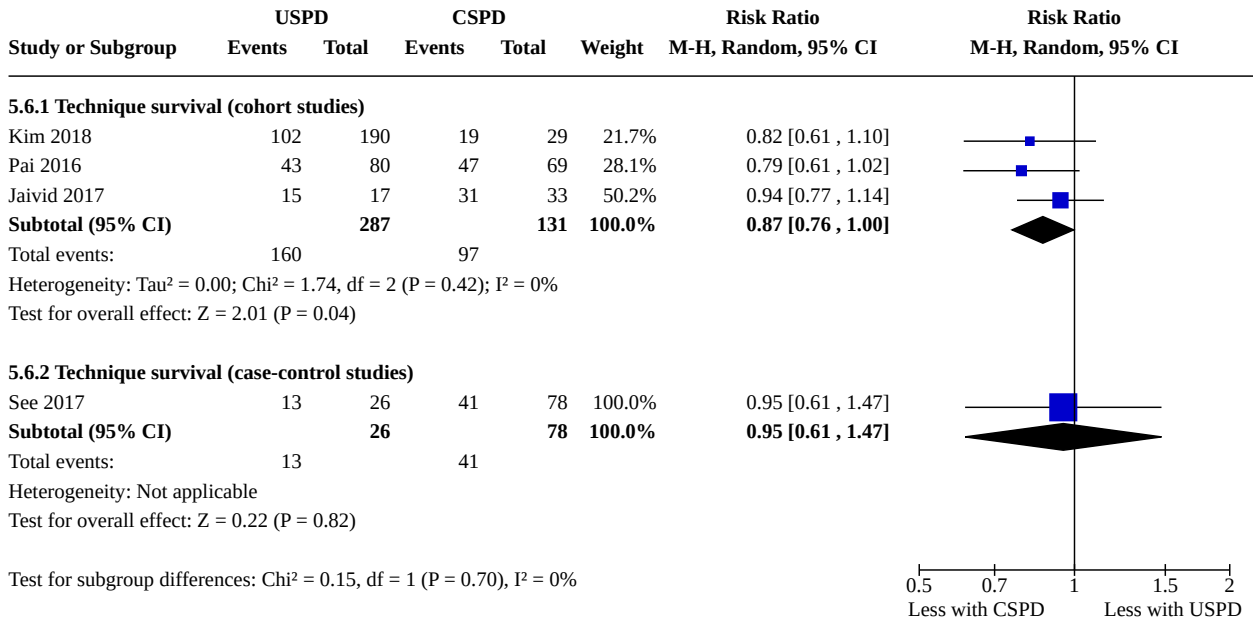 USPD CSPD Risk Ratio Risk Ratio
Study or Subgroup Events Total Events Total Weight M-H, Random, 95% CI M-H, Random, 95% CI
5.6.1 Technique survival (cohort studies)
Kim 2018 102 190 19 29 21.7% 0.82 [0.61 , 1.10]
Pai 2016 43 80 47 69 28.1% 0.79 [0.61 , 1.02]
Jaivid 2017 15 17 31 33 50.2% 0.94 [0.77 , 1.14]
Subtotal (95% CI) 287 131 100.0% 0.87 [0.76 , 1.00]
Total events: 160 97
Heterogeneity: Tau² = 0.00; Chi² = 1.74, df = 2 (P = 0.42); I² = 0%
Test for overall effect: Z = 2.01 (P = 0.04)
5.6.2 Technique survival (case-control studies)
See 2017 13 26 41 78 100.0% 0.95 [0.61 , 1.47]
Subtotal (95% CI) 26 78 100.0% 0.95 [0.61 , 1.47]
Total events: 13 41
Heterogeneity: Not applicable
Test for overall effect: Z = 0.22 (P = 0.82)
Test for subgroup differences: Chi² = 0.15, df = 1 (P = 0.70), I² = 0%
0.5 0.7 1 1.5 2
Less with CSPD Less with USPD